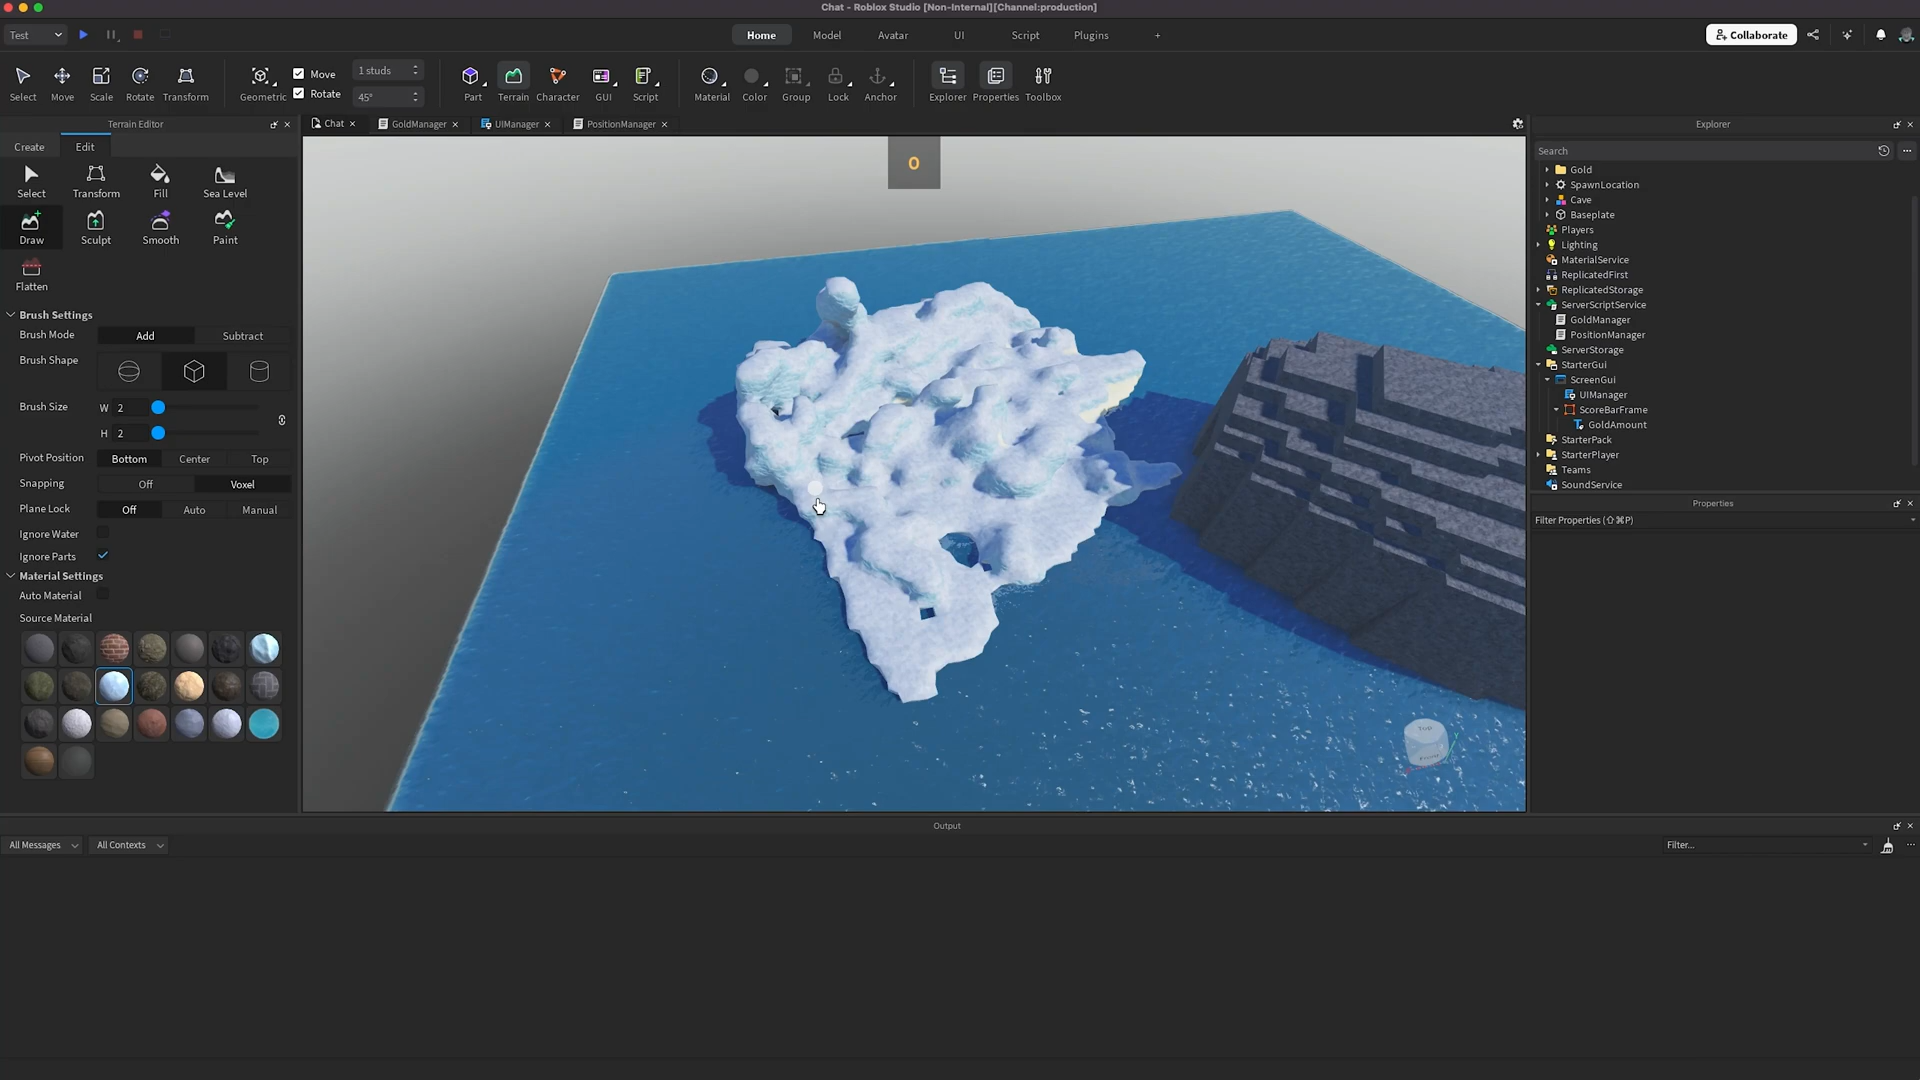 Chat - Roblox Studio [Non-Internal][Channel:production]
Test
Home
Model
Avatar
UI
Script
Plugins
+
Collaborate
Select
Move
Scale
Rotate
Transform
Geometric
Move
Rotate
1 studs
45°
Part
Terrain
Character
GUI
Script
Material
Color
Group
Lock
Anchor
Explorer
Properties
Toolbox
Terrain Editor
Chat
GoldManager
UIManager
PositionManager
Create
Edit
Select
Transform
Fill
Sea Level
Draw
Sculpt
Smooth
Paint
Flatten
Brush Settings
Brush Mode
Add
Subtract
Brush Shape
Brush Size
W 2
H 2
Pivot Position
Bottom
Center
Top
Snapping
Off
Voxel
Plane Lock
Off
Auto
Manual
Ignore Water
Ignore Parts
Material Settings
Auto Material
Source Material
0
Top
Explorer
Search
Gold
SpawnLocation
Cave
Baseplate
Players
Lighting
MaterialService
ReplicatedFirst
ReplicatedStorage
ServerScriptService
GoldManager
PositionManager
ServerStorage
StarterGui
ScreenGui
UIManager
ScoreBarFrame
GoldAmount
StarterPack
StarterPlayer
Teams
SoundService
Properties
Filter Properties (⇧⌘P)
Output
All Messages
All Contexts
Filter...